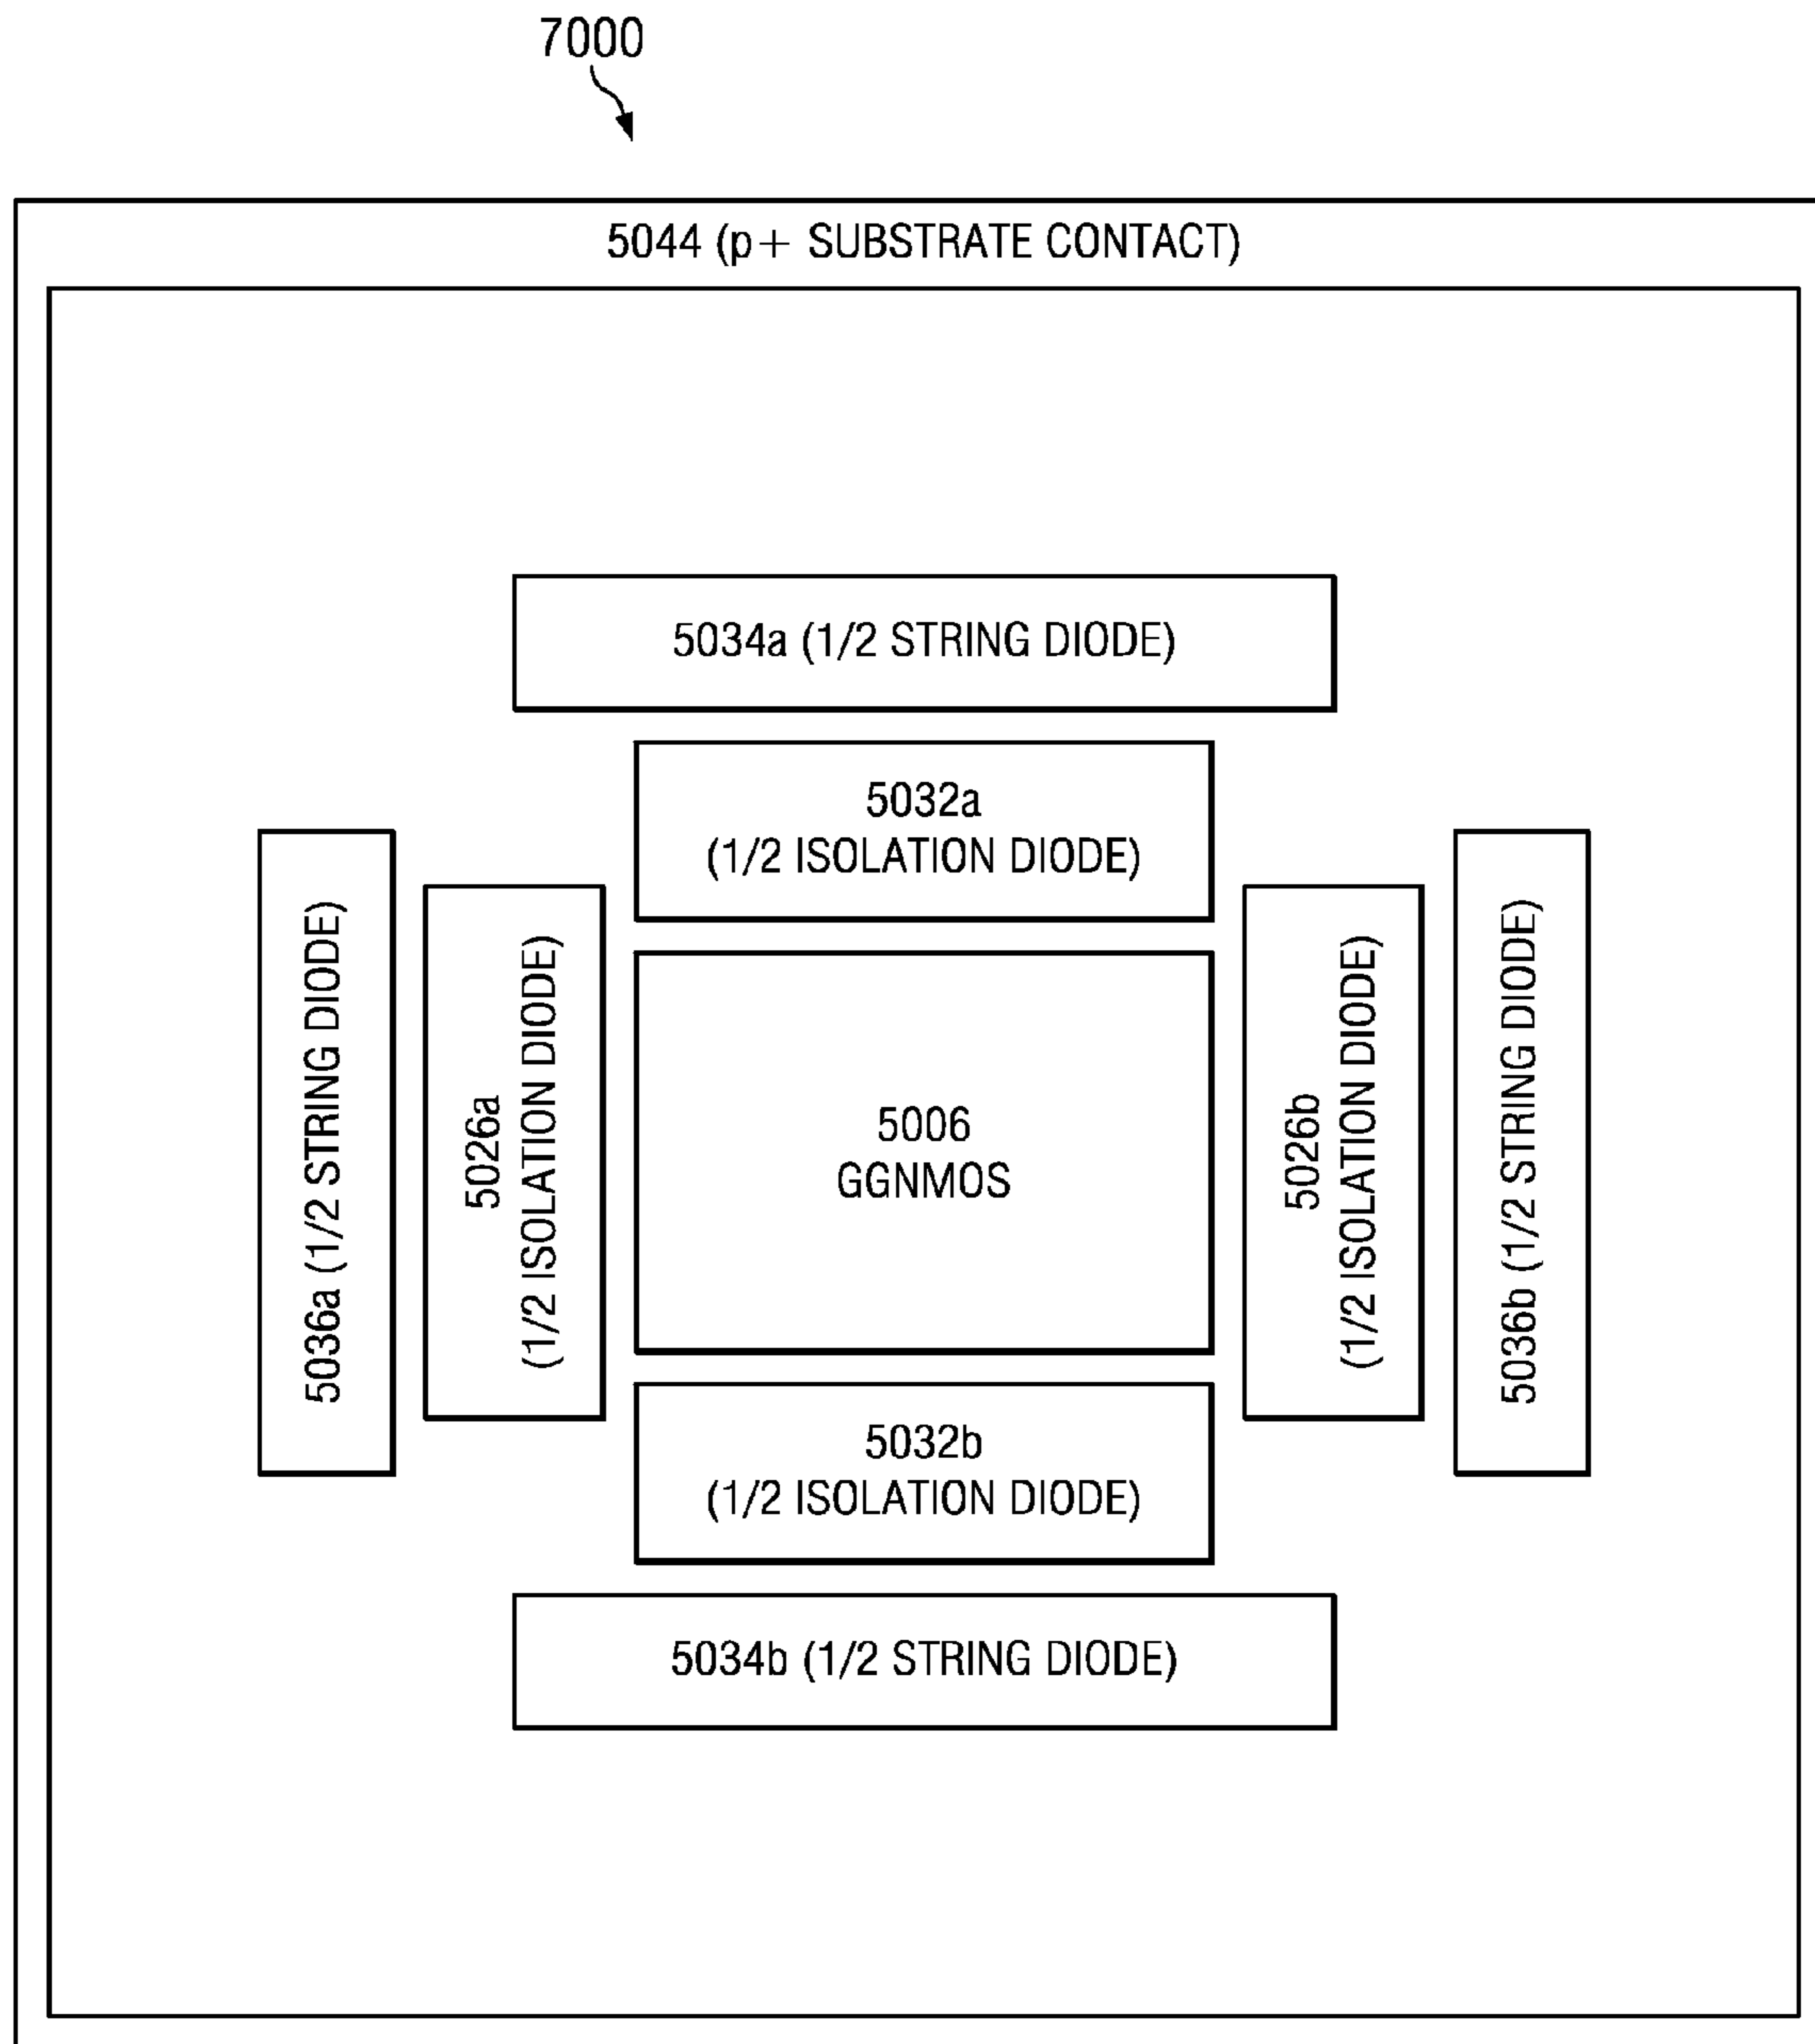 7000
5044 (p+ SUBSTRATE CONTACT)
5034a (1/2 STRING DIODE)
5032a
(1/2 ISOLATION DIODE)
5036a (1/2 STRING DIODE)
5026a
(1/2 ISOLATION DIODE)
5006
GGNMOS
5026b
(1/2 ISOLATION DIODE)
5036b (1/2 STRING DIODE)
5032b
(1/2 ISOLATION DIODE)
5034b (1/2 STRING DIODE)